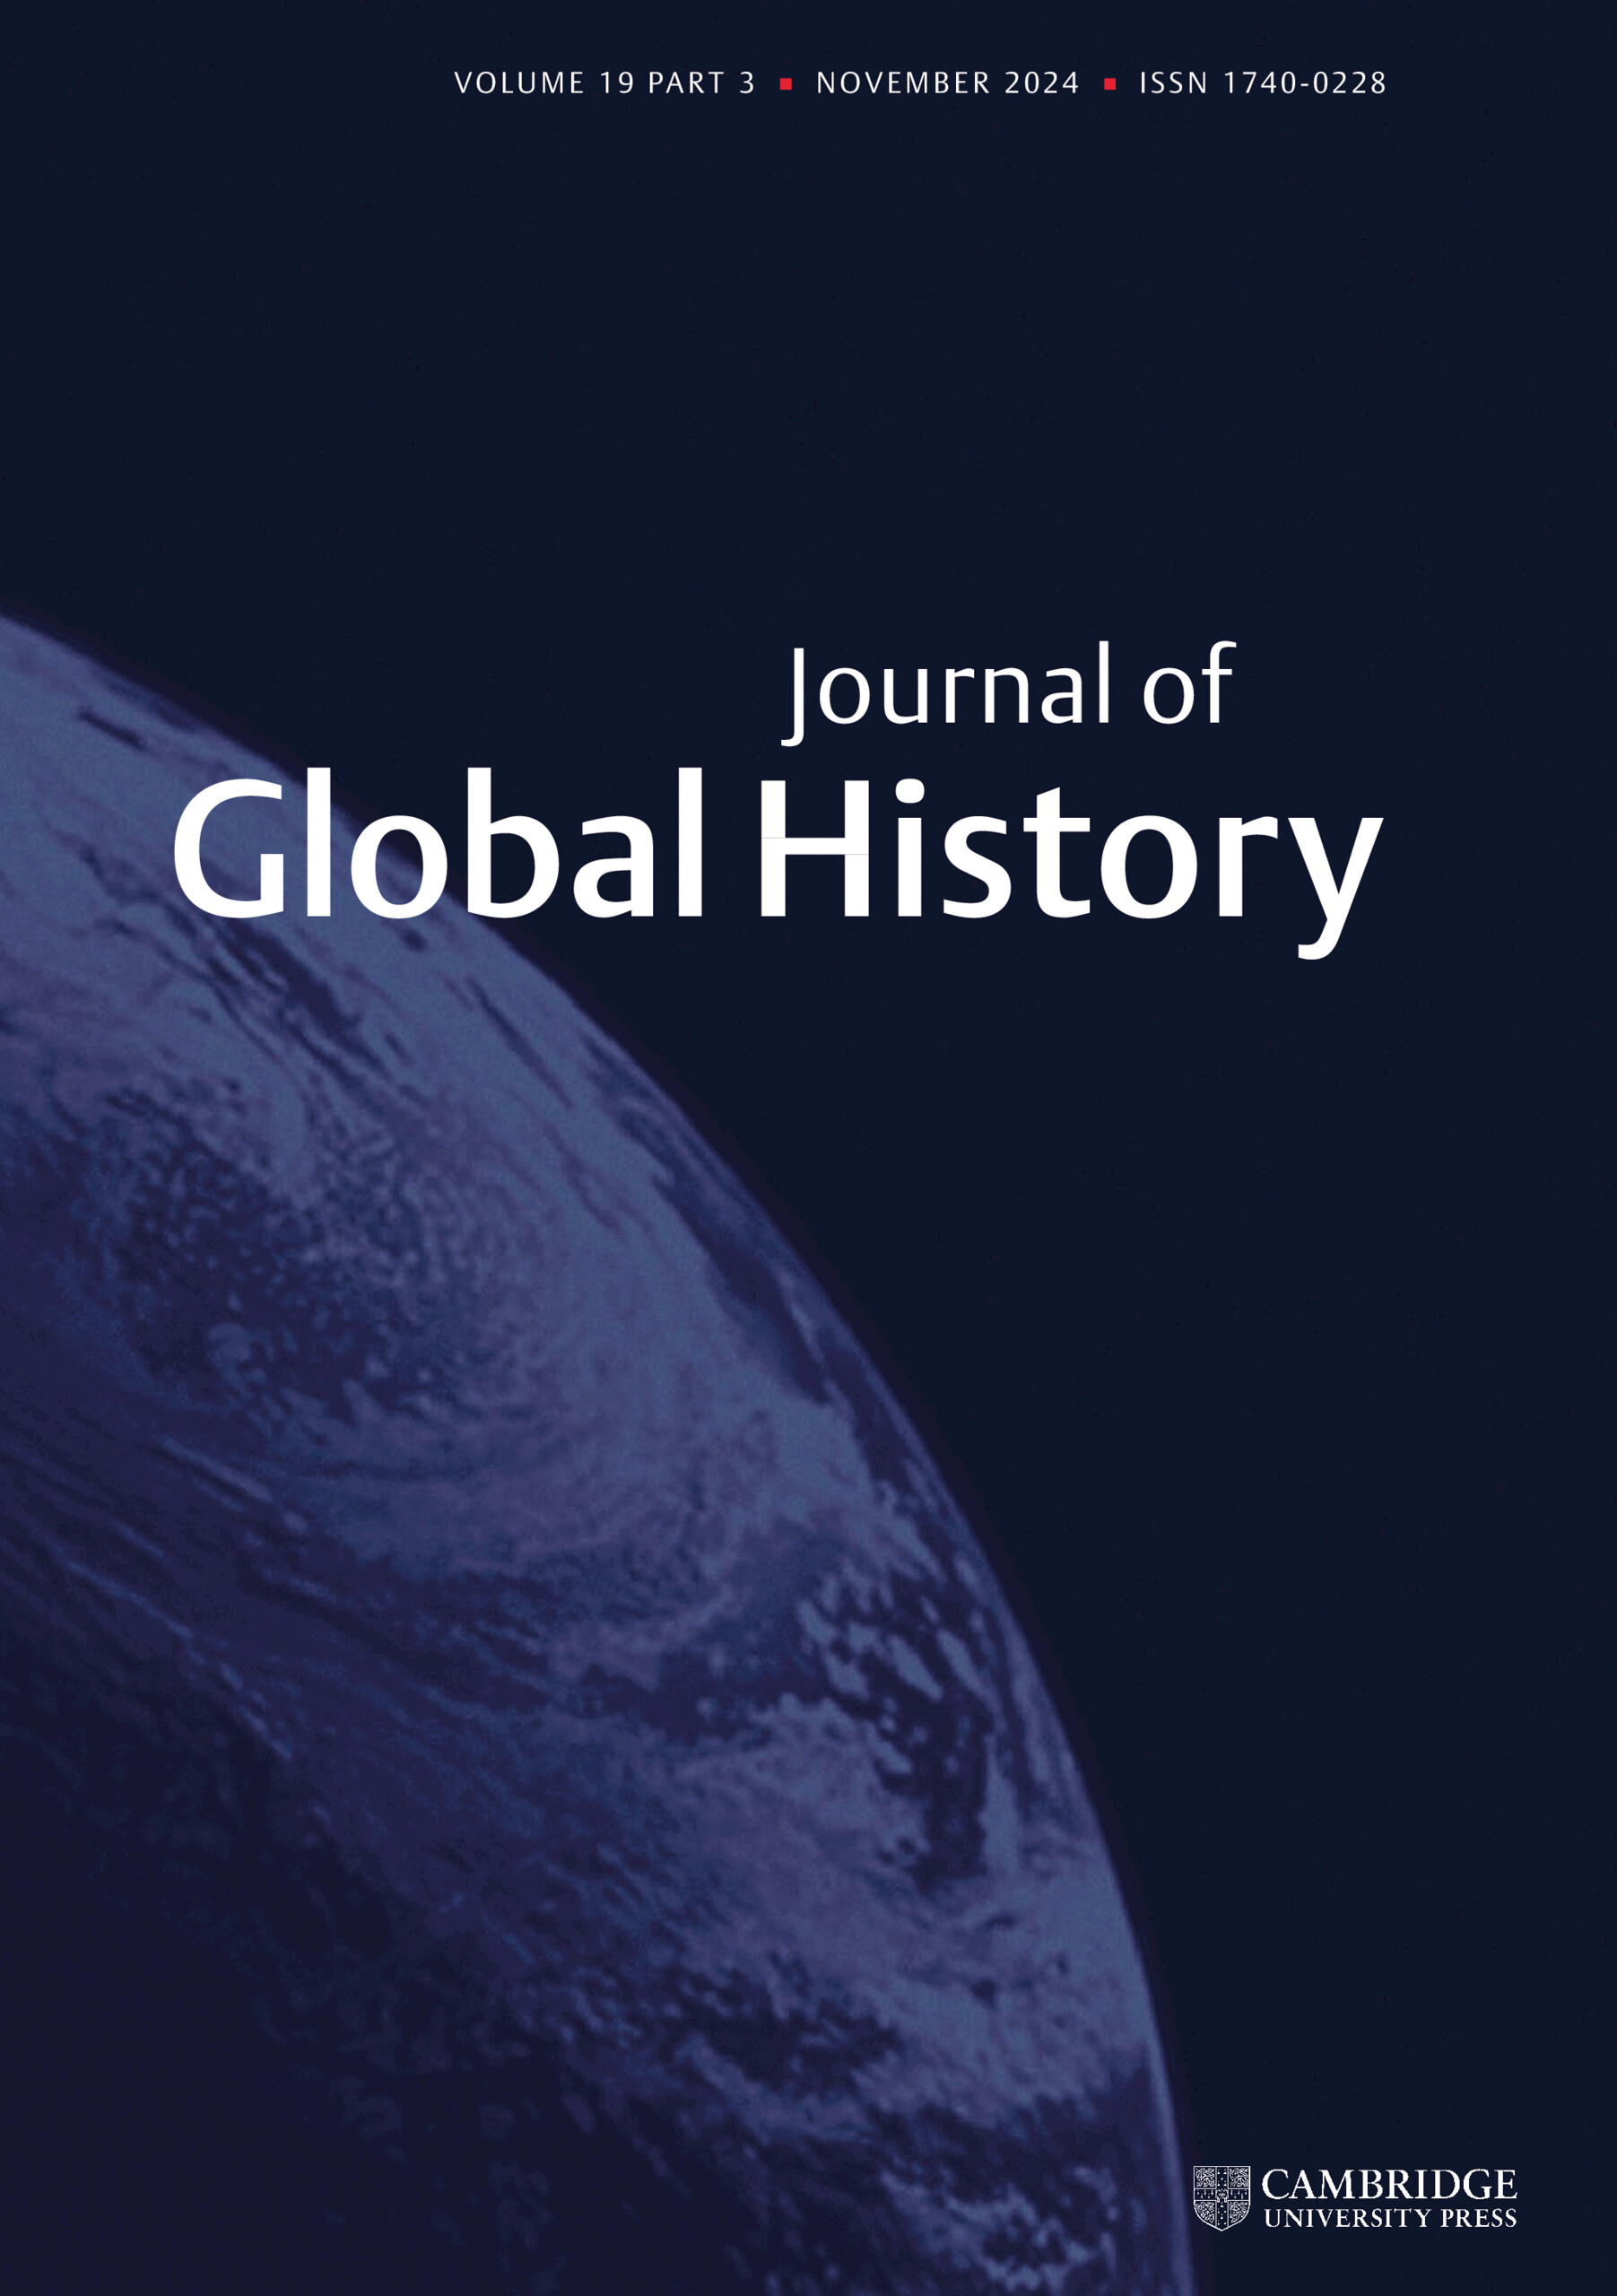 VOLUME 19 PART 3 ■ NOVEMBER 2024 ■ ISSN 1740-0228
Journal of
Global History
CAMBRIDGE
UNIVERSITY PRESS